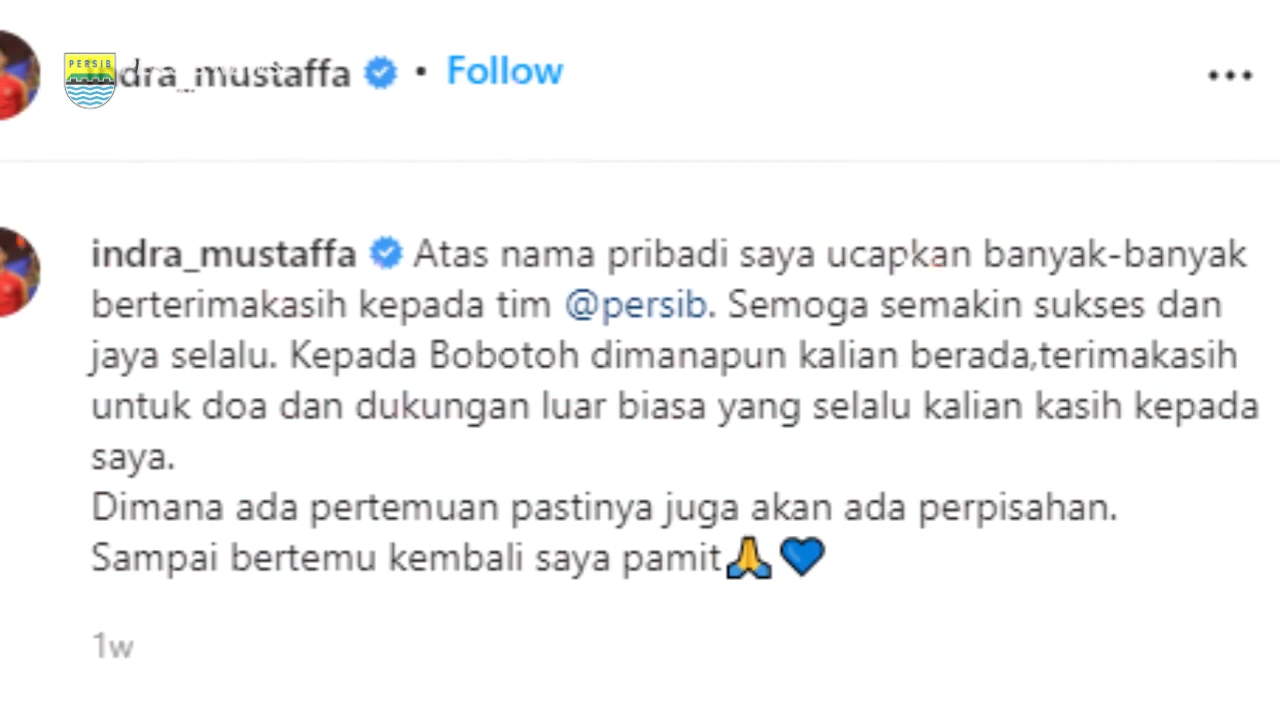 PERSIB
indra_mustaffa • Follow
indra_mustaffa Atas nama pribadi saya ucapkan banyak-banyak
berterimakasih kepada tim @persib. Semoga semakin sukses dan
jaya selalu. Kepada Bobotoh dimanapun kalian berada,terimakasih
untuk doa dan dukungan luar biasa yang selalu kalian kasih kepada
saya.
Dimana ada pertemuan pastinya juga akan ada perpisahan.
Sampai bertemu kembali saya pamit🙏💙
1w